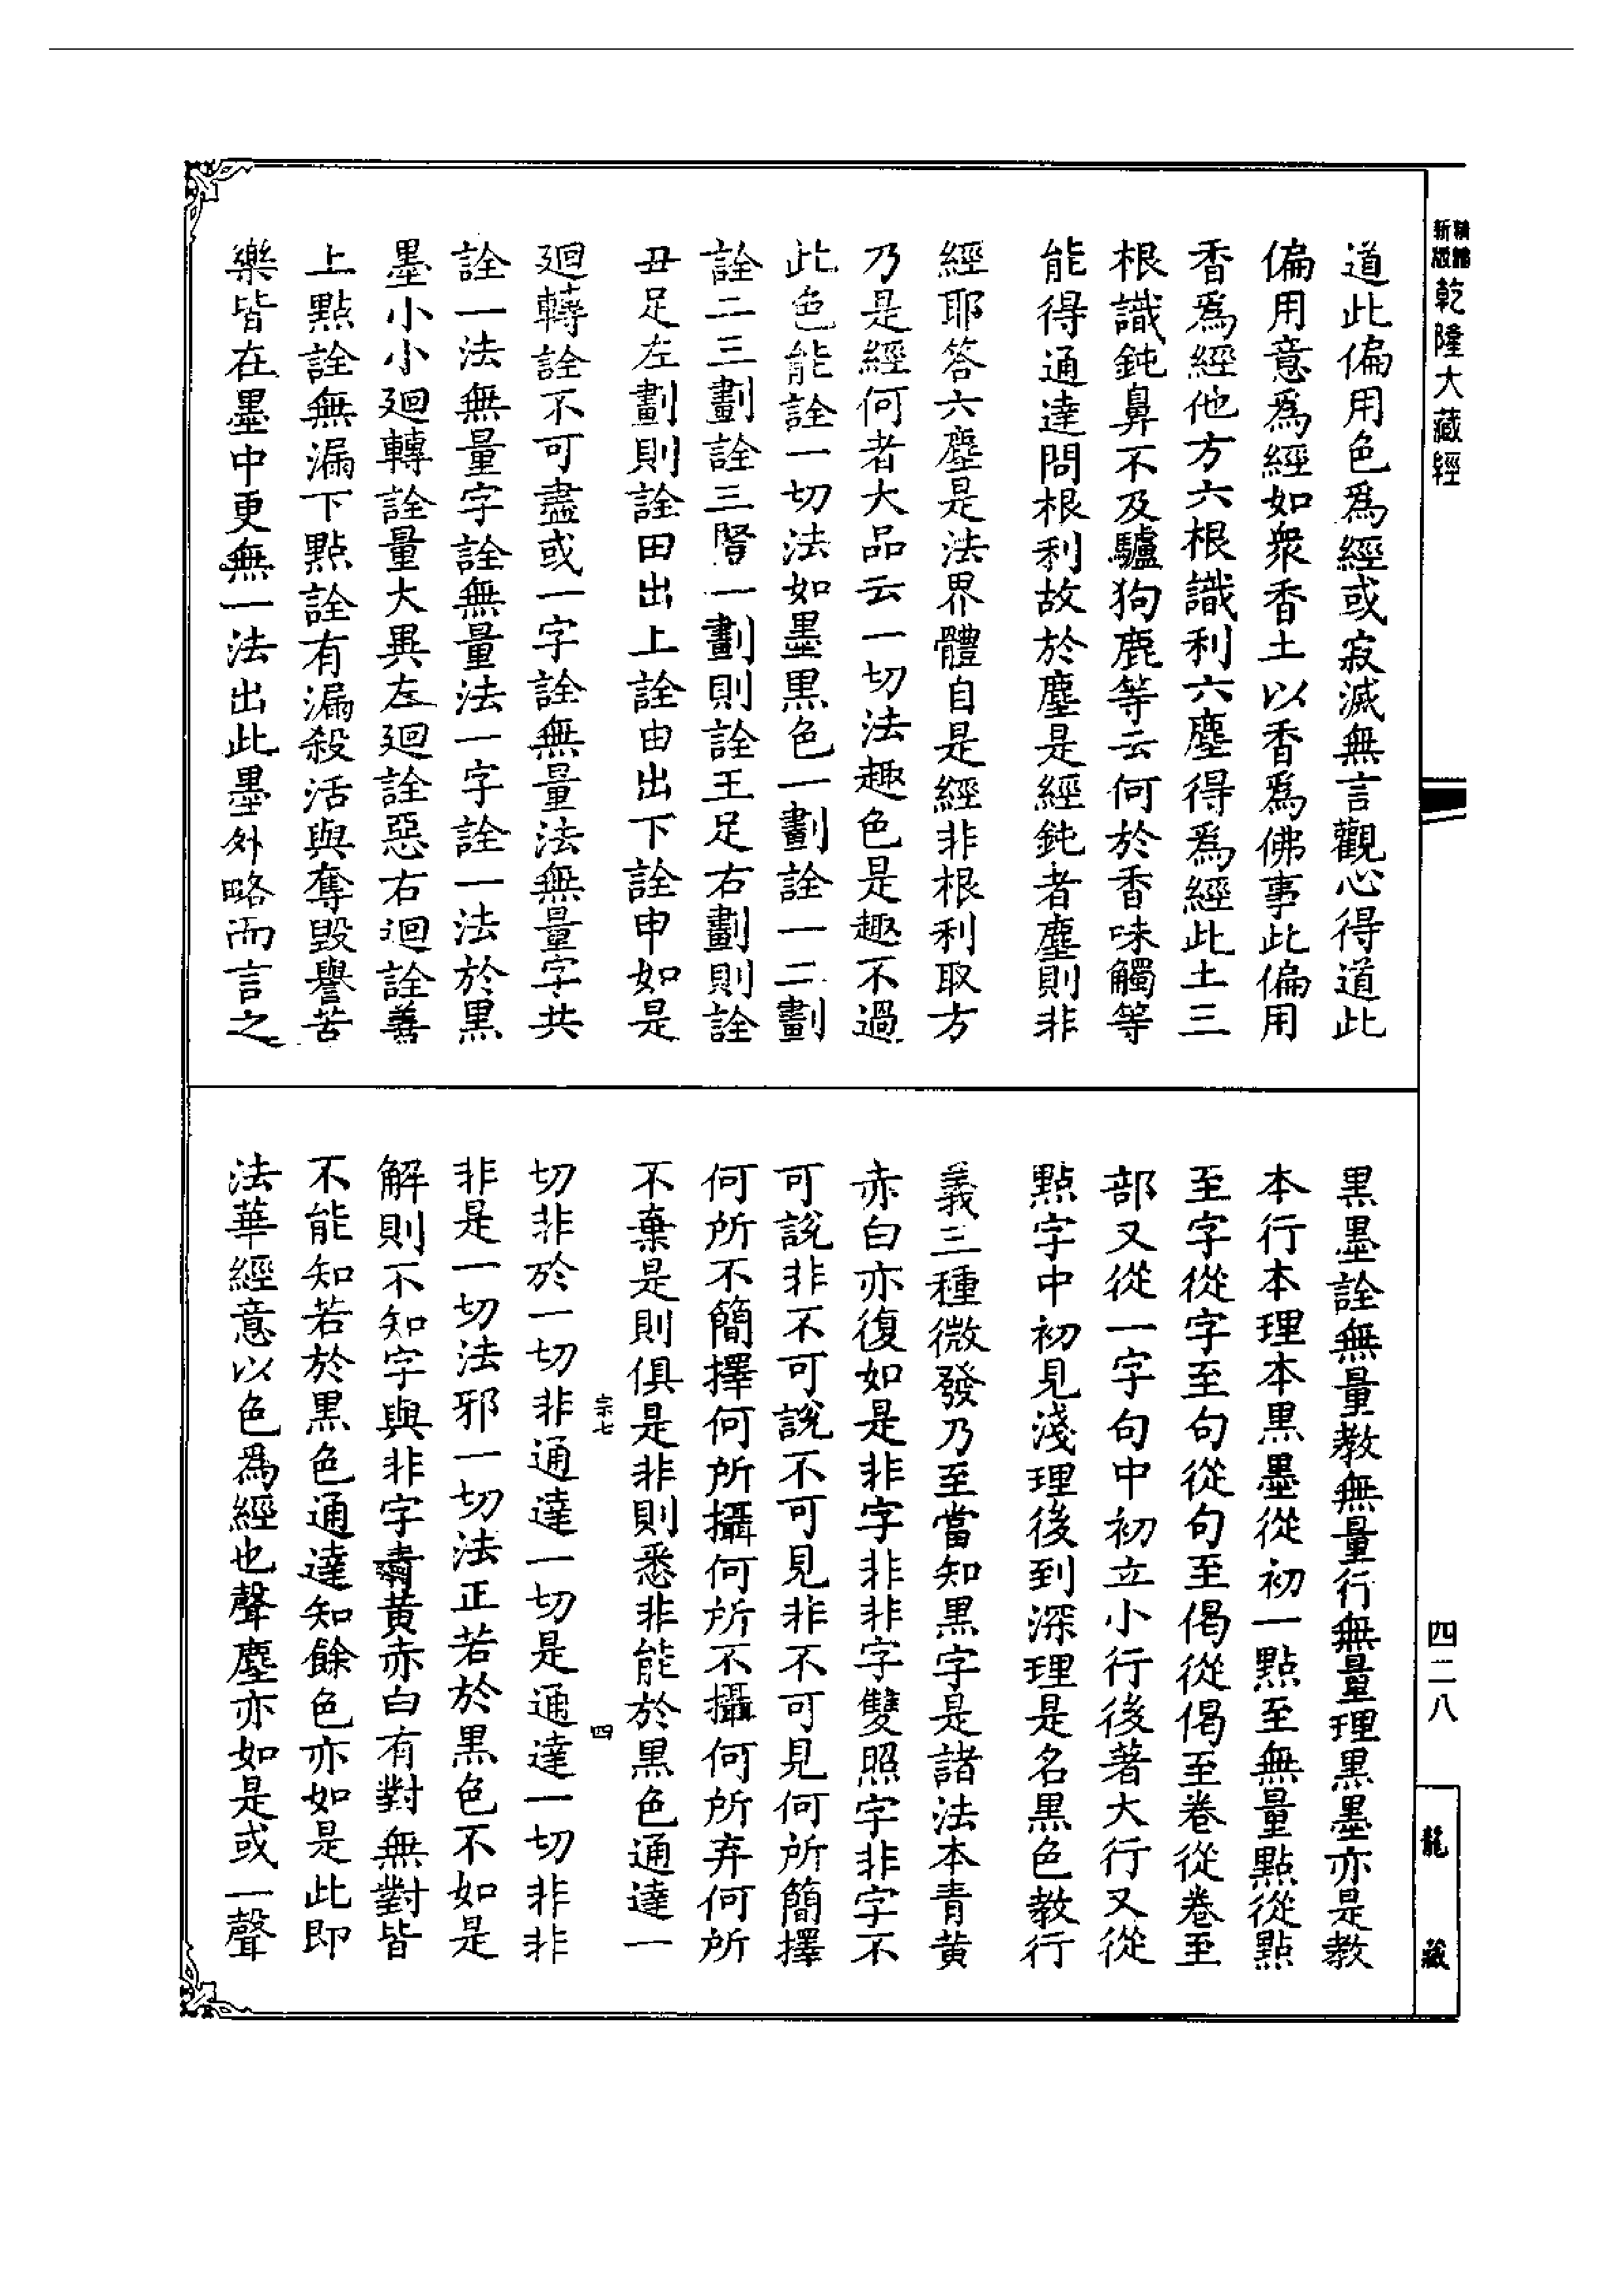 新版
精縮
乾隆大藏經
四二八
龍藏
道此偏用色爲經或寂滅無言觀心得道此
偏用意爲經如衆香土以香爲佛事此偏用
香爲經他方六根識利六塵得爲經此土三
根識鈍鼻不及驢狗鹿等云何於香味觸等
能得通達問根利故於塵是經鈍者塵則非
經耶答六塵是法界體自是經非根利取方
乃是經何者大品云一切法趣色是趣不過
此色能詮一切法如墨黑色一劃詮一二劃
詮二三劃詮三豎一劃則詮王足右劃則詮
丑足左劃則詮田出上詮由出下詮申如是
廻轉詮不可盡或一字詮無量法無量字共
詮一法無量字詮無量法一字詮一法於黑
墨小小廻轉詮量大異左廻詮惡右迴詮善
上點詮無漏下點詮有漏殺活與奪毀譽苦
樂皆在墨中更無一法出此墨外略而言之
黑墨詮無量教無量行無量理黑墨亦是教
本行本理本黑墨從初一點至無量點從點
至字從字至句從句至偈從偈至卷從卷至
部又從一字句中初立小行後著大行又從
點字中初見淺理後到深理是名黑色教行
義三種微發乃至當知黑字是諸法本青黃
赤白亦復如是非字非非字雙照字非字不
可說非不可說不可見非不可見何所簡擇
何所不簡擇何所攝何所不攝何所弃何所
不棄是則俱是非則悉非能於黑色通達一
宗七
四
切非於一切非通達一切是通達一切非非
非是一切法邪一切法正若於黑色不如是
解則不知字與非字青黃赤白有對無對皆
不能知若於黑色通達知餘色亦如是此即
法華經意以色爲經也聲塵亦如是或一聲